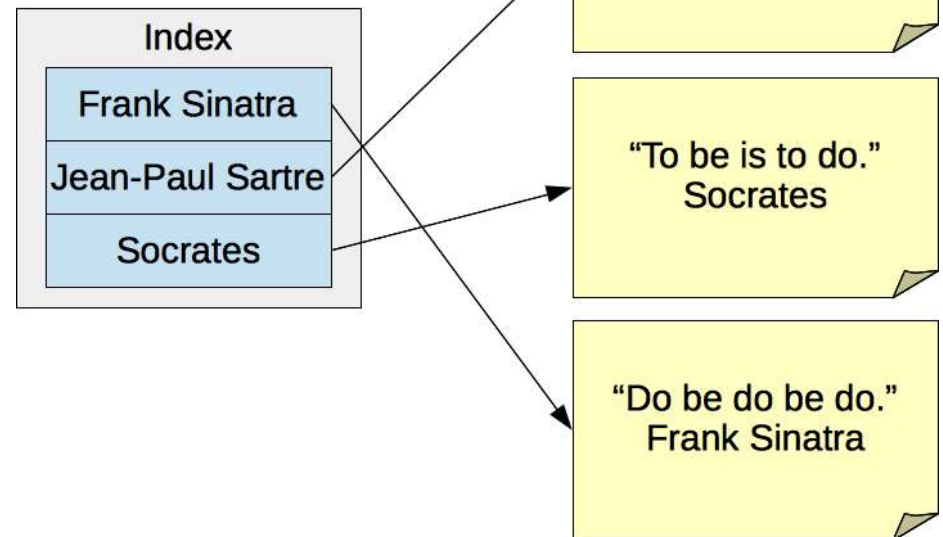 Index
Frank Sinatra
Jean-Paul Sartre
Socrates
“To be is to do.”
Socrates
“Do be do be do.”
Frank Sinatra